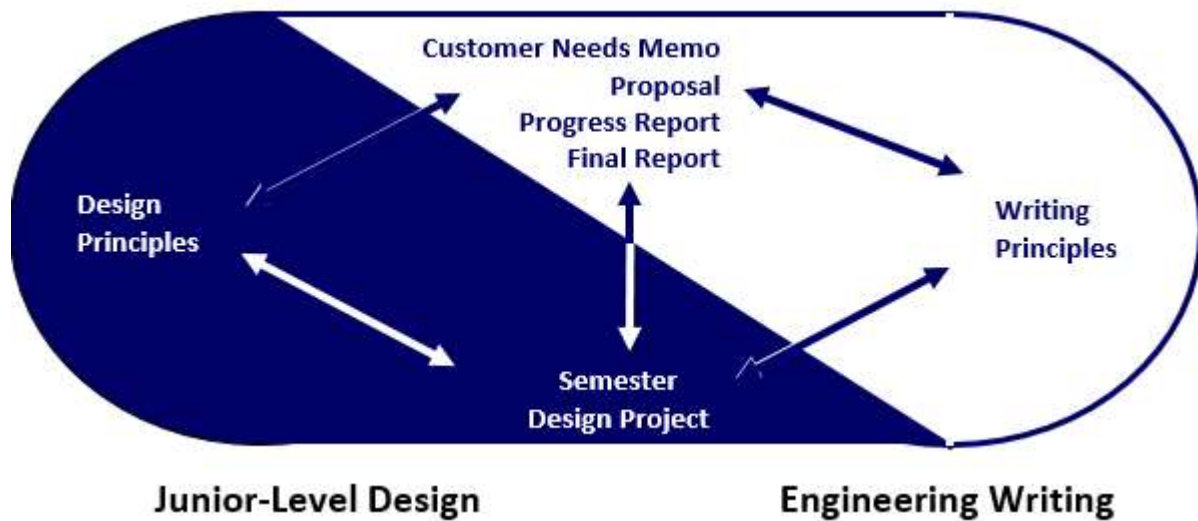 Customer Needs Memo
Proposal
Progress Report
Final Report
Design
Principles
Writing
Principles
Semester
Design Project
Junior-Level Design
Engineering Writing